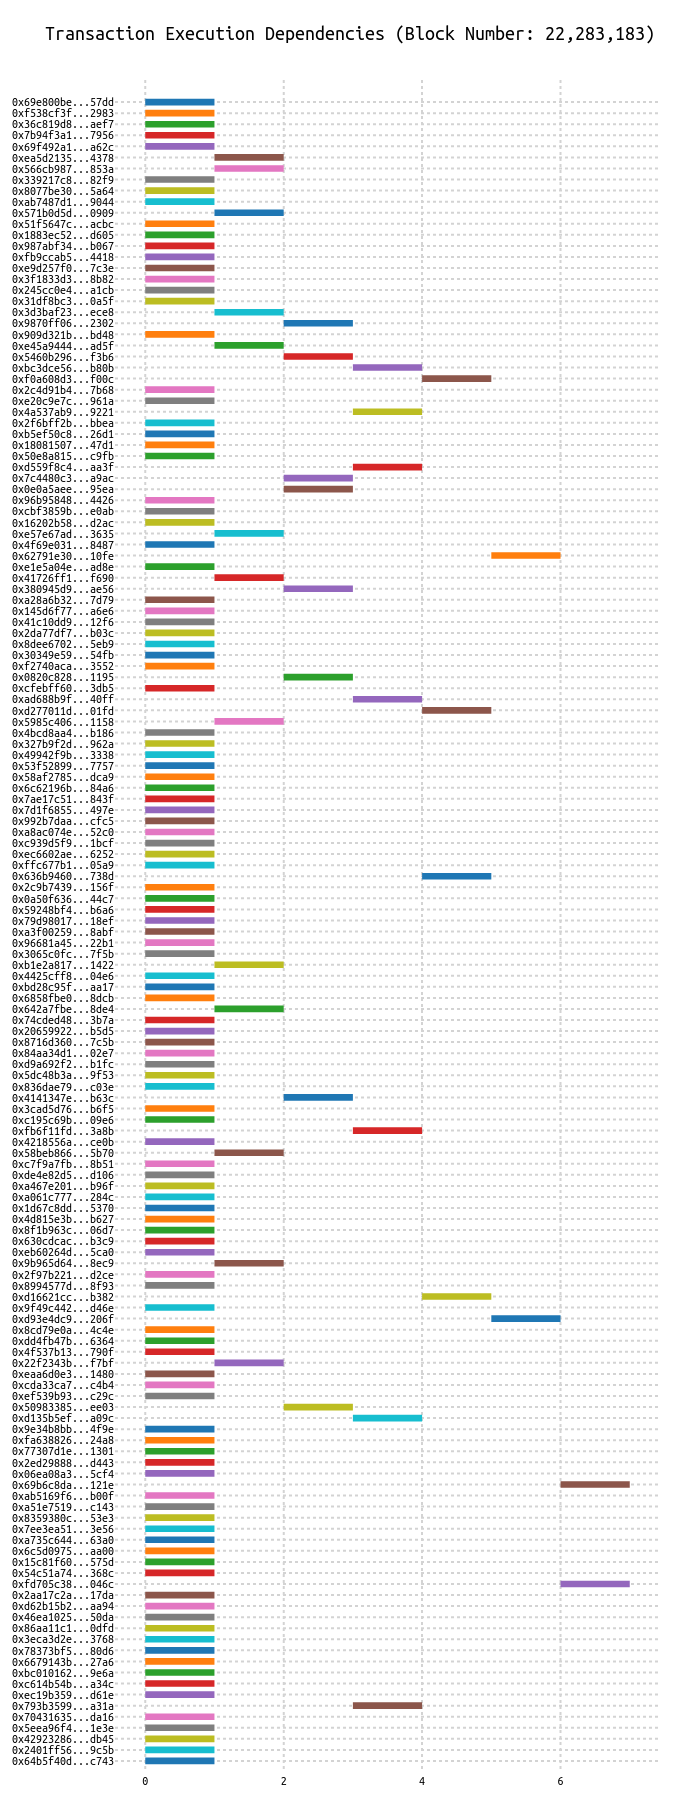 Transaction Execution Dependencies (Block Number: 22,283,183)
0x69e800be...57dd
0xf538cf3f...2983
0x36c819d8...aef7
0x7b94f3a1...7956
0x69f492a1...a62c
0xea5d2135...4378
0x566cb987...853a
0x339217c8...82f9
0x8077be30...5a64
0xab7487d1...9044
0x571b0d5d...0909
0x51f5647c...acbc
0x1883ec52...d605
0x987abf34...b067
0xfb9ccab5...4418
0xe9d257f0...7c3e
0x3f1833d3...8b82
0x245cc0e4...a1cb
0x31df8bc3...0a5f
0x3d3baf23...ece8
0x9870ff06...2302
0x909d321b...bd48
0xe45a9444...ad5f
0x5460b296...f3b6
0xbc3dce56...b80b
0xf0a608d3...f00c
0x2c4d91b4...7b68
0xe20c9e7c...961a
0x4a537ab9...9221
0x2f6bff2b...bbea
0xb5ef50c8...26d1
0x18081507...47d1
0x50e8a815...c9fb
0xd559f8c4...aa3f
0x7c4480c3...a9ac
0x0e0a5aee...95ea
0x96b95848...4426
0xcbf3859b...e0ab
0x16202b58...d2ac
0xe57e67ad...3635
0x4f69e031...8487
0x62791e30...10fe
0xe1e5a04e...ad8e
0x41726ff1...f690
0x380945d9...ae56
0xa28a6b32...7d79
0x145d6f77...a6e6
0x41c10dd9...12f6
0x2da77df7...b03c
0x8dee6702...5eb9
0x30349e59...54fb
0xf2740aca...3552
0x0820c828...1195
0xcfebff60...3db5
0xad688b9f...40ff
0xd277011d...01fd
0x5985c406...1158
0x4bcd8aa4...b186
0x327b9f2d...962a
0x49942f9b...3338
0x53f52899...7757
0x58af2785...dca9
0x6c62196b...84a6
0x7ae17c51...843f
0x7d1f6855...497e
0x992b7daa...cfc5
0xa8ac074e...52c0
0xc939d5f9...1bcf
0xec6602ae...6252
0xffc677b1...05a9
0x636b9460...738d
0x2c9b7439...156f
0x0a50f636...44c7
0x59248bf4...b6a6
0x79d98017...18ef
0xa3f00259...8abf
0x96681a45...22b1
0x3065c0fc...7f5b
0xb1e2a817...1422
0x4425cff8...04e6
0xbd28c95f...aa17
0x6858fbe0...8dcb
0x642a7fbe...8de4
0x74cded48...3b7a
0x20659922...b5d5
0x8716d360...7c5b
0x84aa34d1...02e7
0xd9a692f2...b1fc
0x5dc48b3a...9f53
0x836dae79...c03e
0x4141347e...b63c
0x3cad5d76...b6f5
0xc195c69b...09e6
0xfb6f11fd...3a8b
0x4218556a...ce0b
0x58beb866...5b70
0xc7f9a7fb...8b51
0xde4e82d5...d106
0xa467e201...b96f
0xa061c777...284c
0x1d67c8dd...5370
0x4d815e3b...b627
0x8f1b963c...06d7
0x630cdcac...b3c9
0xeb60264d...5ca0
0x9b965d64...8ec9
0x2f97b221...d2ce
0x8994577d...8f93
0xd16621cc...b382
0x9f49c442...d46e
0xd93e4dc9...206f
0x8cd79e0a...4c4e
0xdd4fb47b...6364
0x4f537b13...790f
0x22f2343b...f7bf
0xeaa6d0e3...1480
0xcda33ca7...c4b4
0xef539b93...c29c
0x50983385...ee03
0xd135b5ef...a09c
0x9e34b8bb...4f9e
0xfa638826...24a8
0x77307d1e...1301
0x2ed29888...d443
0x06ea08a3...5cf4
0x69b6c8da...121e
0xab5169f6...b00f
0xa51e7519...c143
0x8359380c...53e3
0x7ee3ea51...3e56
0xa735c644...63a0
0x6c5d0975...aa00
0x15c81f60...575d
0x54c51a74...368c
0xfd705c38...046c
0x2aa17c2a...17da
0xd62b15b2...aa94
0x46ea1025...50da
0x86aa11c1...0dfd
0x3eca3d2e...3768
0x78373bf5...80d6
0x6679143b...27a6
0xbc010162...9e6a
0xc614b54b...a34c
0xec19b359...d61e
0x793b3599...a31a
0x70431635...da16
0x5eea96f4...1e3e
0x42923286...db45
0x2401ff56...9c5b
0x64b5f40d...c743
0 2 4 6